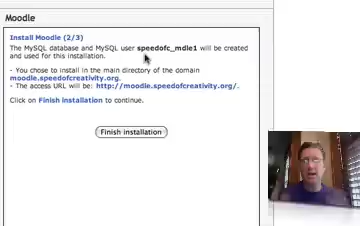 Moodle
Install Moodle (2/3)
The MySQL database and MySQL user speedofc_mdle1 will be created
and used for this installation.
- You chose to install in the main directory of the domain
moodle.speedofcreativity.org.
- The access URL will be: http://moodle.speedofcreativity.org/.
Click on Finish installation to continue.
Finish installation